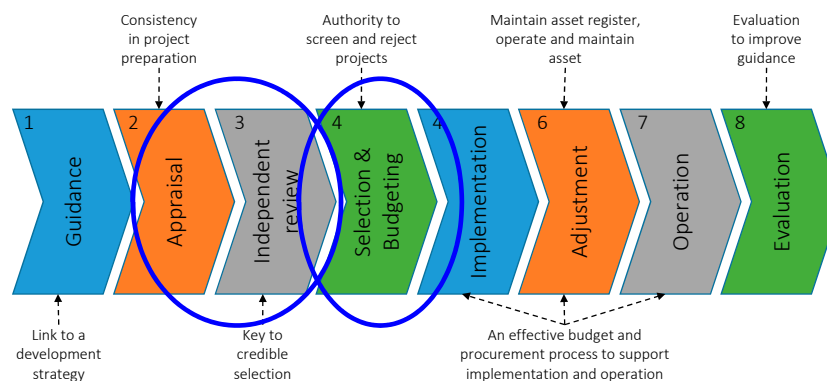 Consistency
in project
preparation
Authority to
screen and reject
projects
Maintain asset register,
operate and maintain
asset
Evaluation
to improve
guidance
1
Guidance
2
Appraisal
3
Independent
review
4
Selection &
Budgeting
4
Implementation
6
Adjustment
7
Operation
8
Evaluation
Link to a
development
strategy
Key to
credible
selection
An effective budget and
procurement process to support
implementation and operation